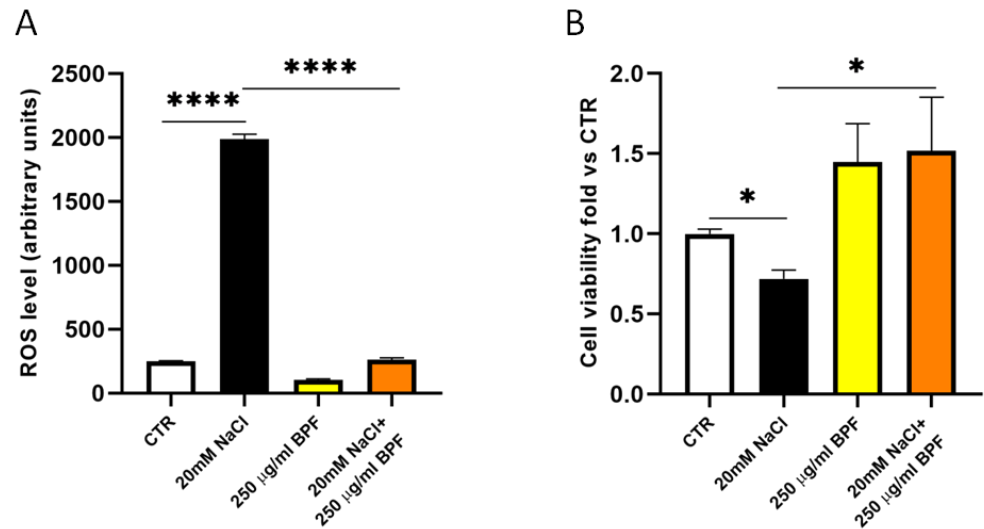 A
ROS level (arbitrary units)
2500
2000
1500
1000
500
0
****
****
CTR
20mM NaCl
250 μg/ml BPF
20mM NaCl+
250 μg/ml BPF
B
Cell viability fold vs CTR
2.0
1.5
1.0
0.5
0.0
*
*
CTR
20mM NaCl
250 μg/ml BPF
20mM NaCl+
250 μg/ml BPF